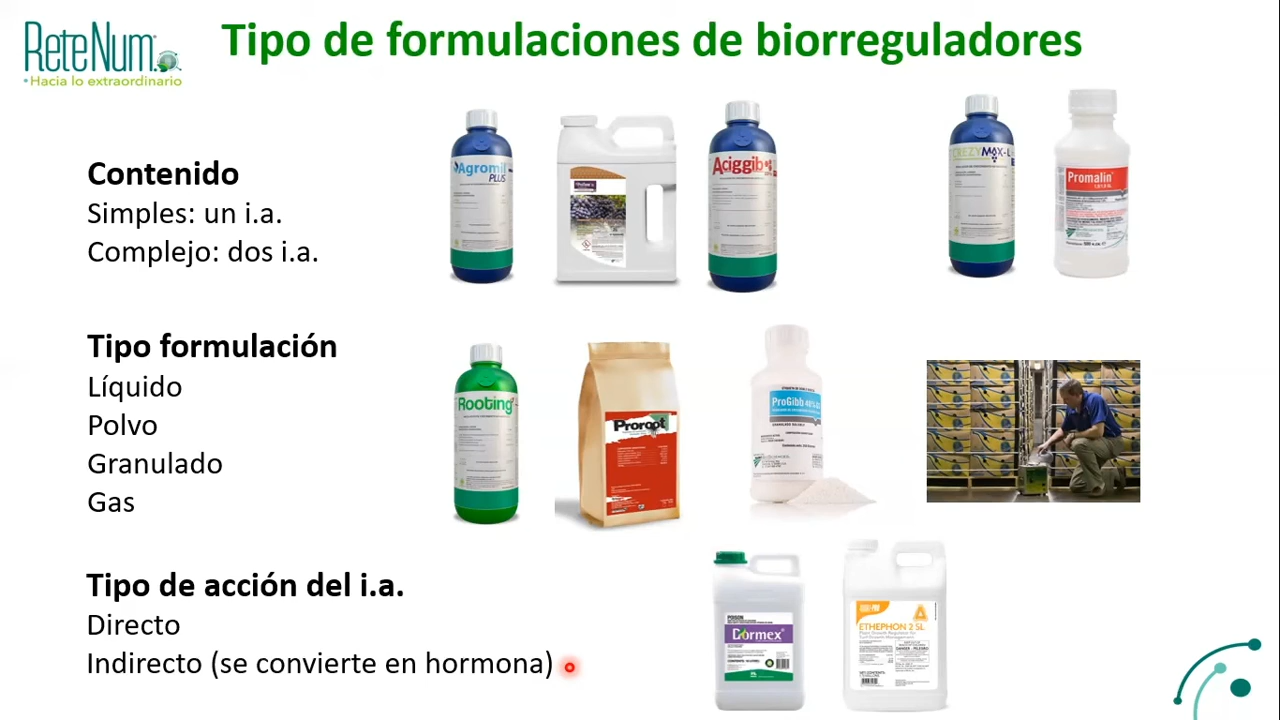 ReteNum
Hacia lo extraordinario
Tipo de formulaciones de biorreguladores
Contenido
Simples: un i.a.
Complejo: dos i.a.
Agromil
PLUS
Aciggib
MAX-L
Promalin
Tipo formulación
Líquido
Polvo
Granulado
Gas
Rooting
Proroot
ProGibb
Tipo de acción del i.a.
Directo
Indirecto (se convierte en hormona)
POISON
Dormex
ETHEPHON 2 SL